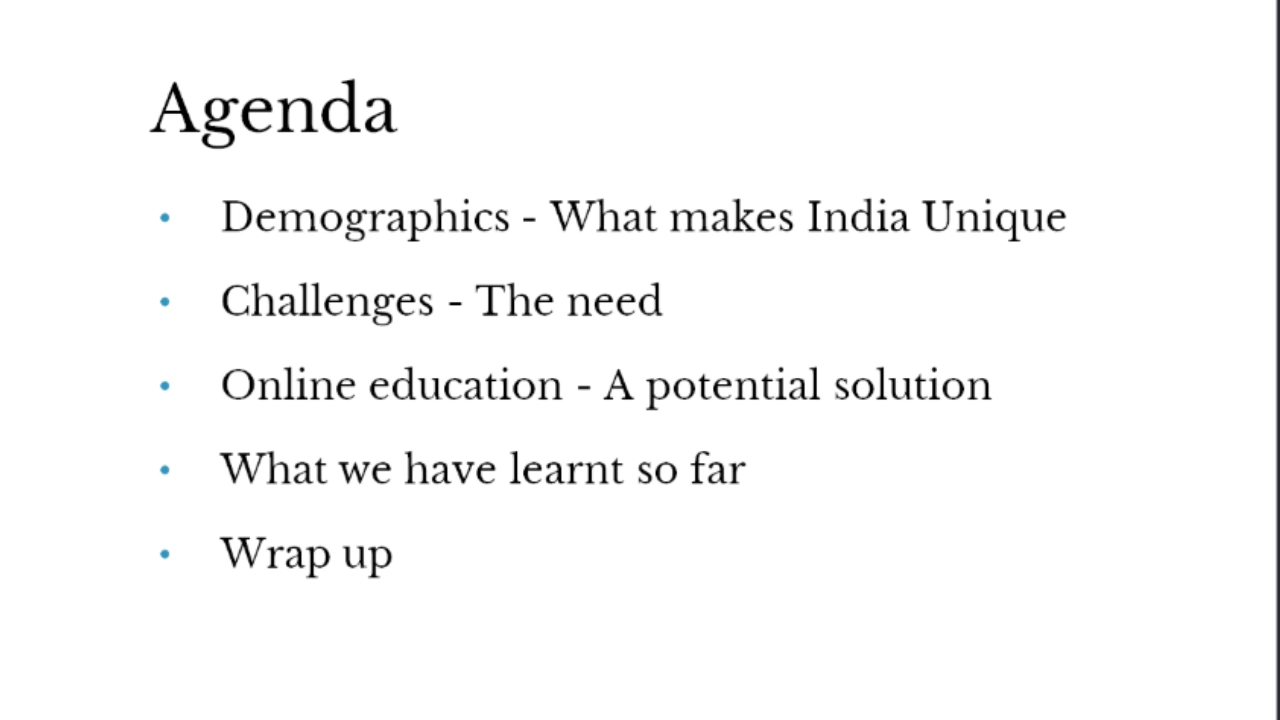 Agenda
• Demographics - What makes India Unique
• Challenges - The need
• Online education - A potential solution
• What we have learnt so far
• Wrap up